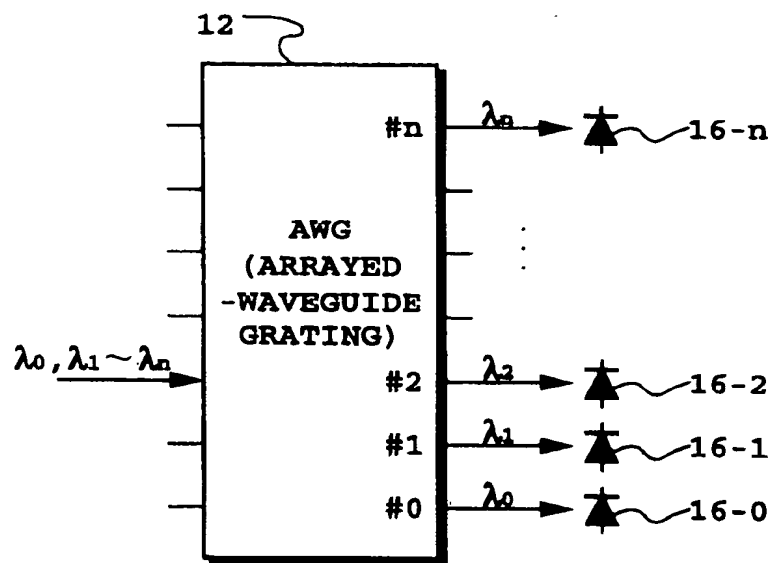 12
#n λn 16-n
AWG
(ARRAYED
-WAVEGUIDE
GRATING)
λ0,λ1~λn
#2 λ2 16-2
#1 λ1 16-1
#0 λ0 16-0